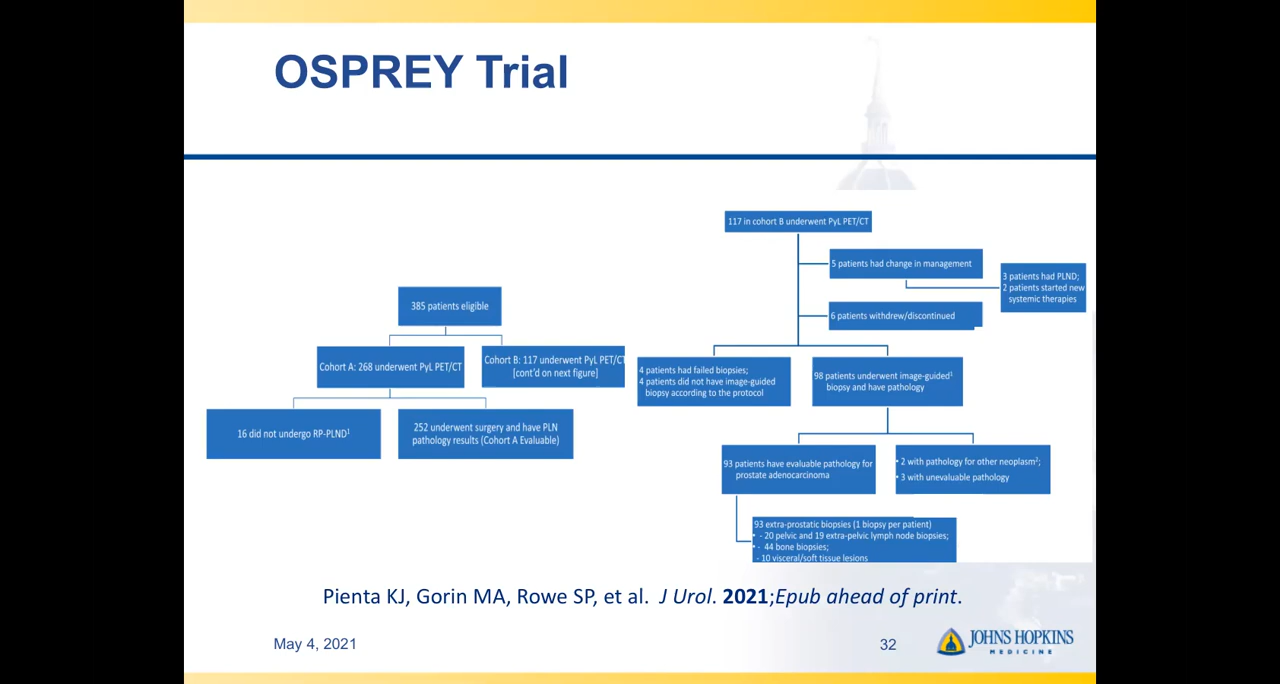 OSPREY Trial
385 patients eligible
Cohort A: 268 underwent PyL PET/CT
Cohort B: 117 underwent PyL PET/CT
[cont'd on next figure]
16 did not undergo RP-PLND¹
252 underwent surgery and have PLN
pathology results (Cohort A Evaluable)
117 in cohort B underwent PyL PET/CT
5 patients had change in management
3 patients had PLND;
2 patients started new
systemic therapies
6 patients withdrew/discontinued
4 patients had failed biopsies;
4 patients did not have image-guided
biopsy according to the protocol
98 patients underwent image-guided¹
biopsy and have pathology
93 patients have evaluable pathology for
prostate adenocarcinoma
• 2 with pathology for other neoplasm²;
• 3 with unevaluable pathology
93 extra-prostatic biopsies (1 biopsy per patient)
• - 20 pelvic and 19 extra-pelvic lymph node biopsies;
• - 44 bone biopsies;
- 10 visceral/soft tissue lesions
Pienta KJ, Gorin MA, Rowe SP, et al. J Urol. 2021;Epub ahead of print.
May 4, 2021
32
JOHNS HOPKINS
MEDICINE